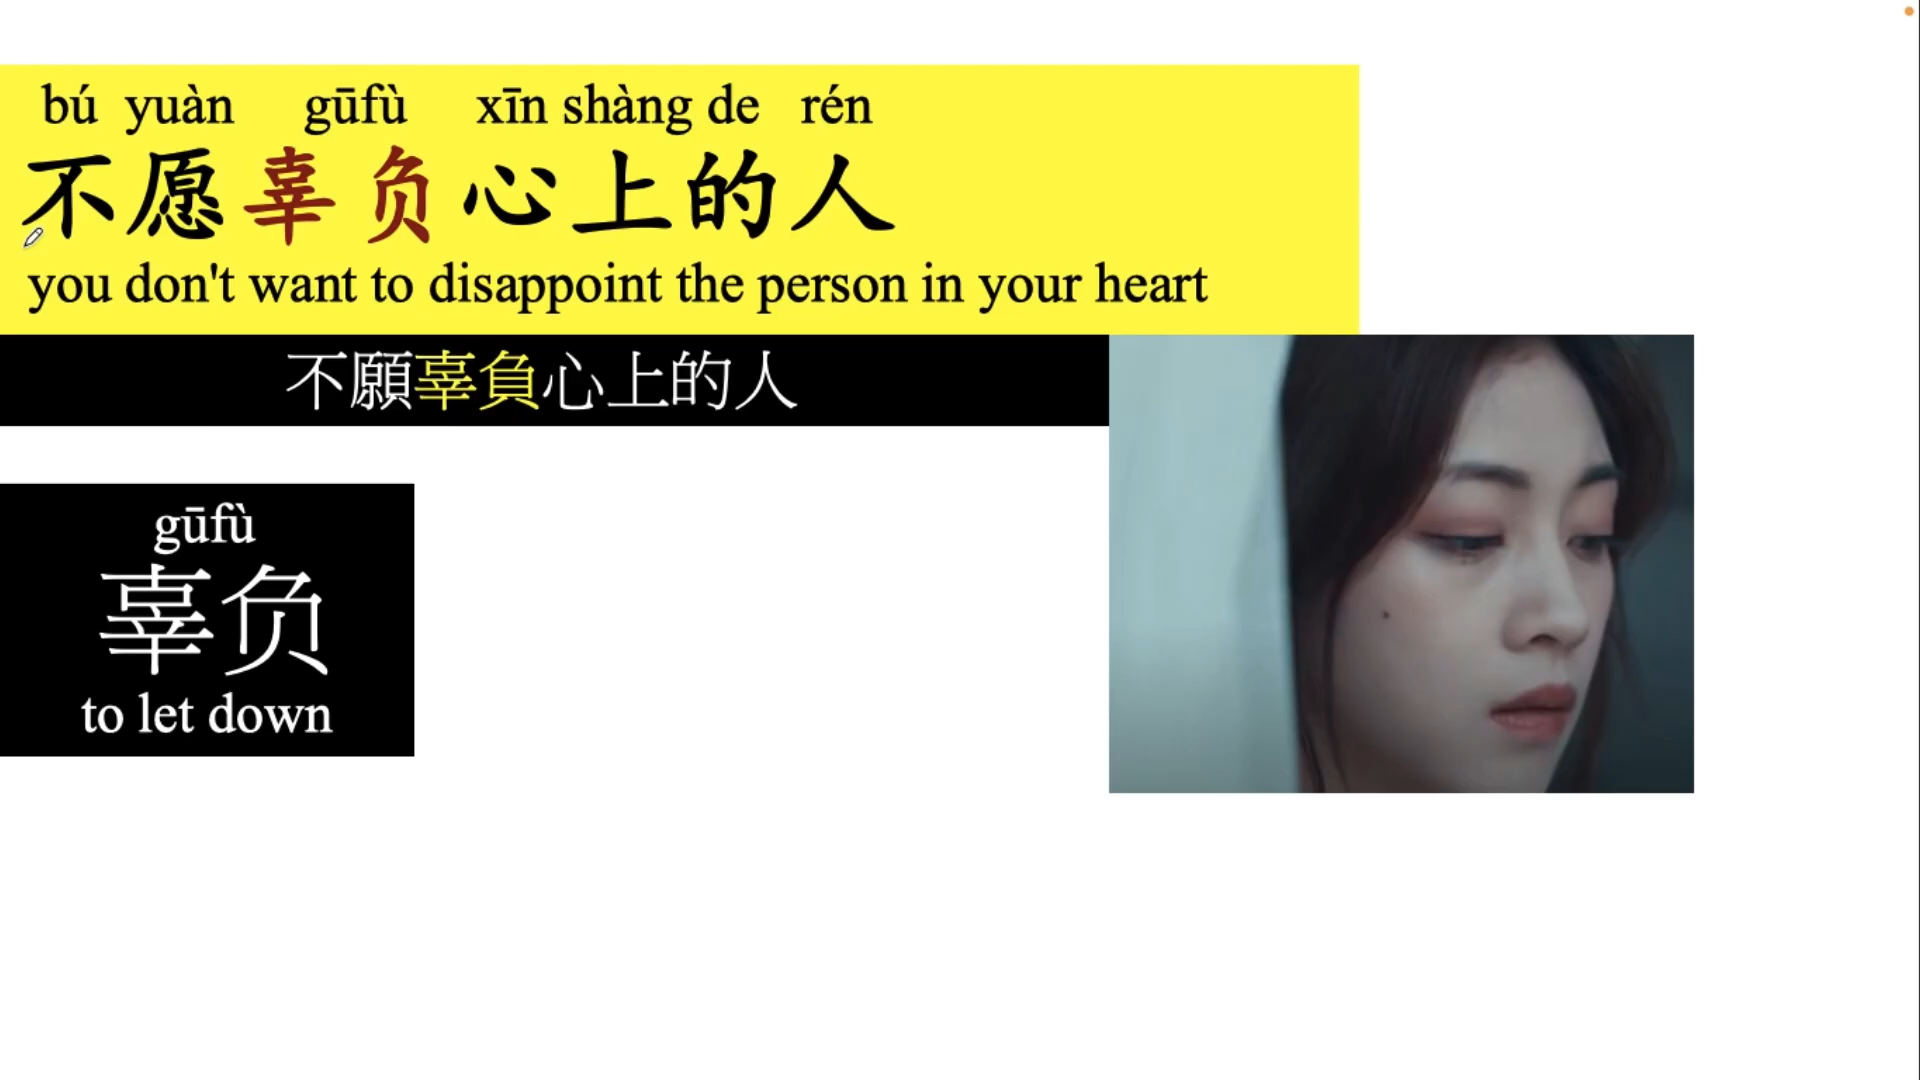 bú yuàn gūfù xīn shàng de rén
不愿辜负心上的人
you don't want to disappoint the person in your heart
不願辜負心上的人
gūfù
辜负
to let down